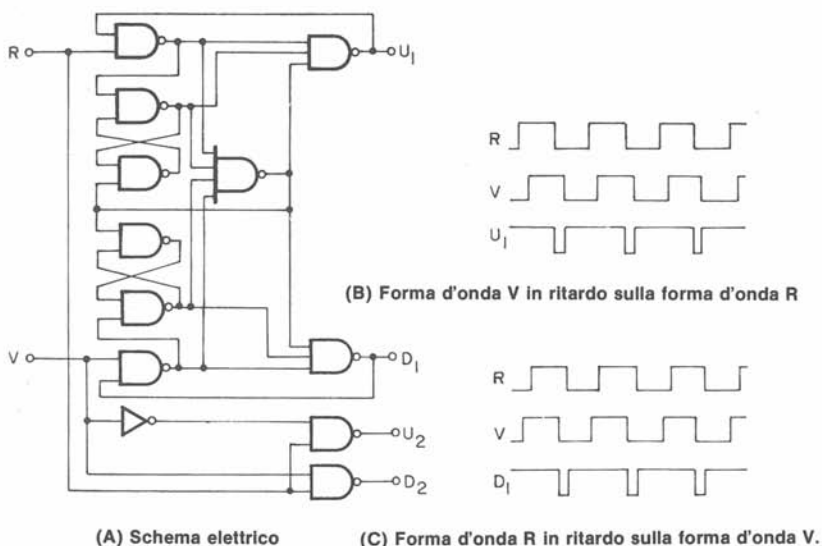 R
U₁
R
V
U₁
(B) Forma d'onda V in ritardo sulla forma d'onda R
V
D₁
U₂
D₂
R
V
D₁
(A) Schema elettrico
(C) Forma d'onda R in ritardo sulla forma d'onda V.